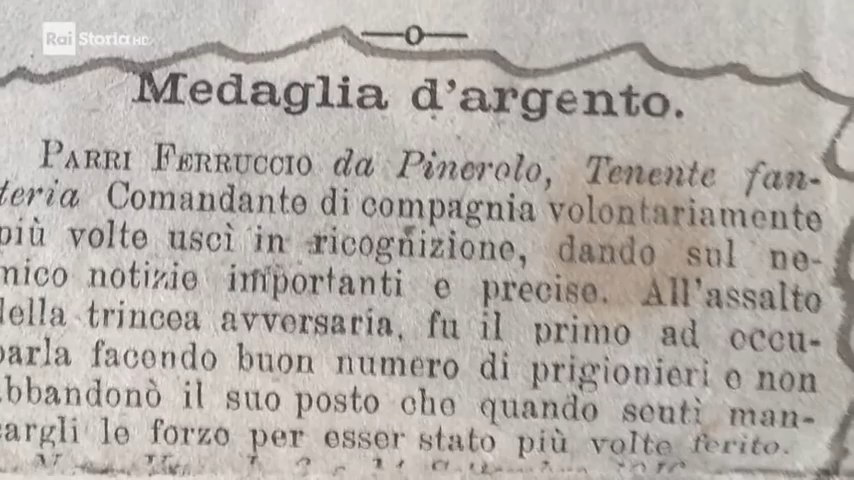 Rai Storia HD
Medaglia d'argento.
PARRI FERRUCCIO da Pinerolo, Tenente fan-
teria Comandante di compagnia volontariamente
più volte uscì in ricognizione, dando sul ne-
mico notizie importanti e precise. All'assalto
della trincea avversaria, fu il primo ad occu-
parla facendo buon numero di prigionieri e non
abbandonò il suo posto che quando sentì man-
cargli le forze per esser stato più volte ferito.